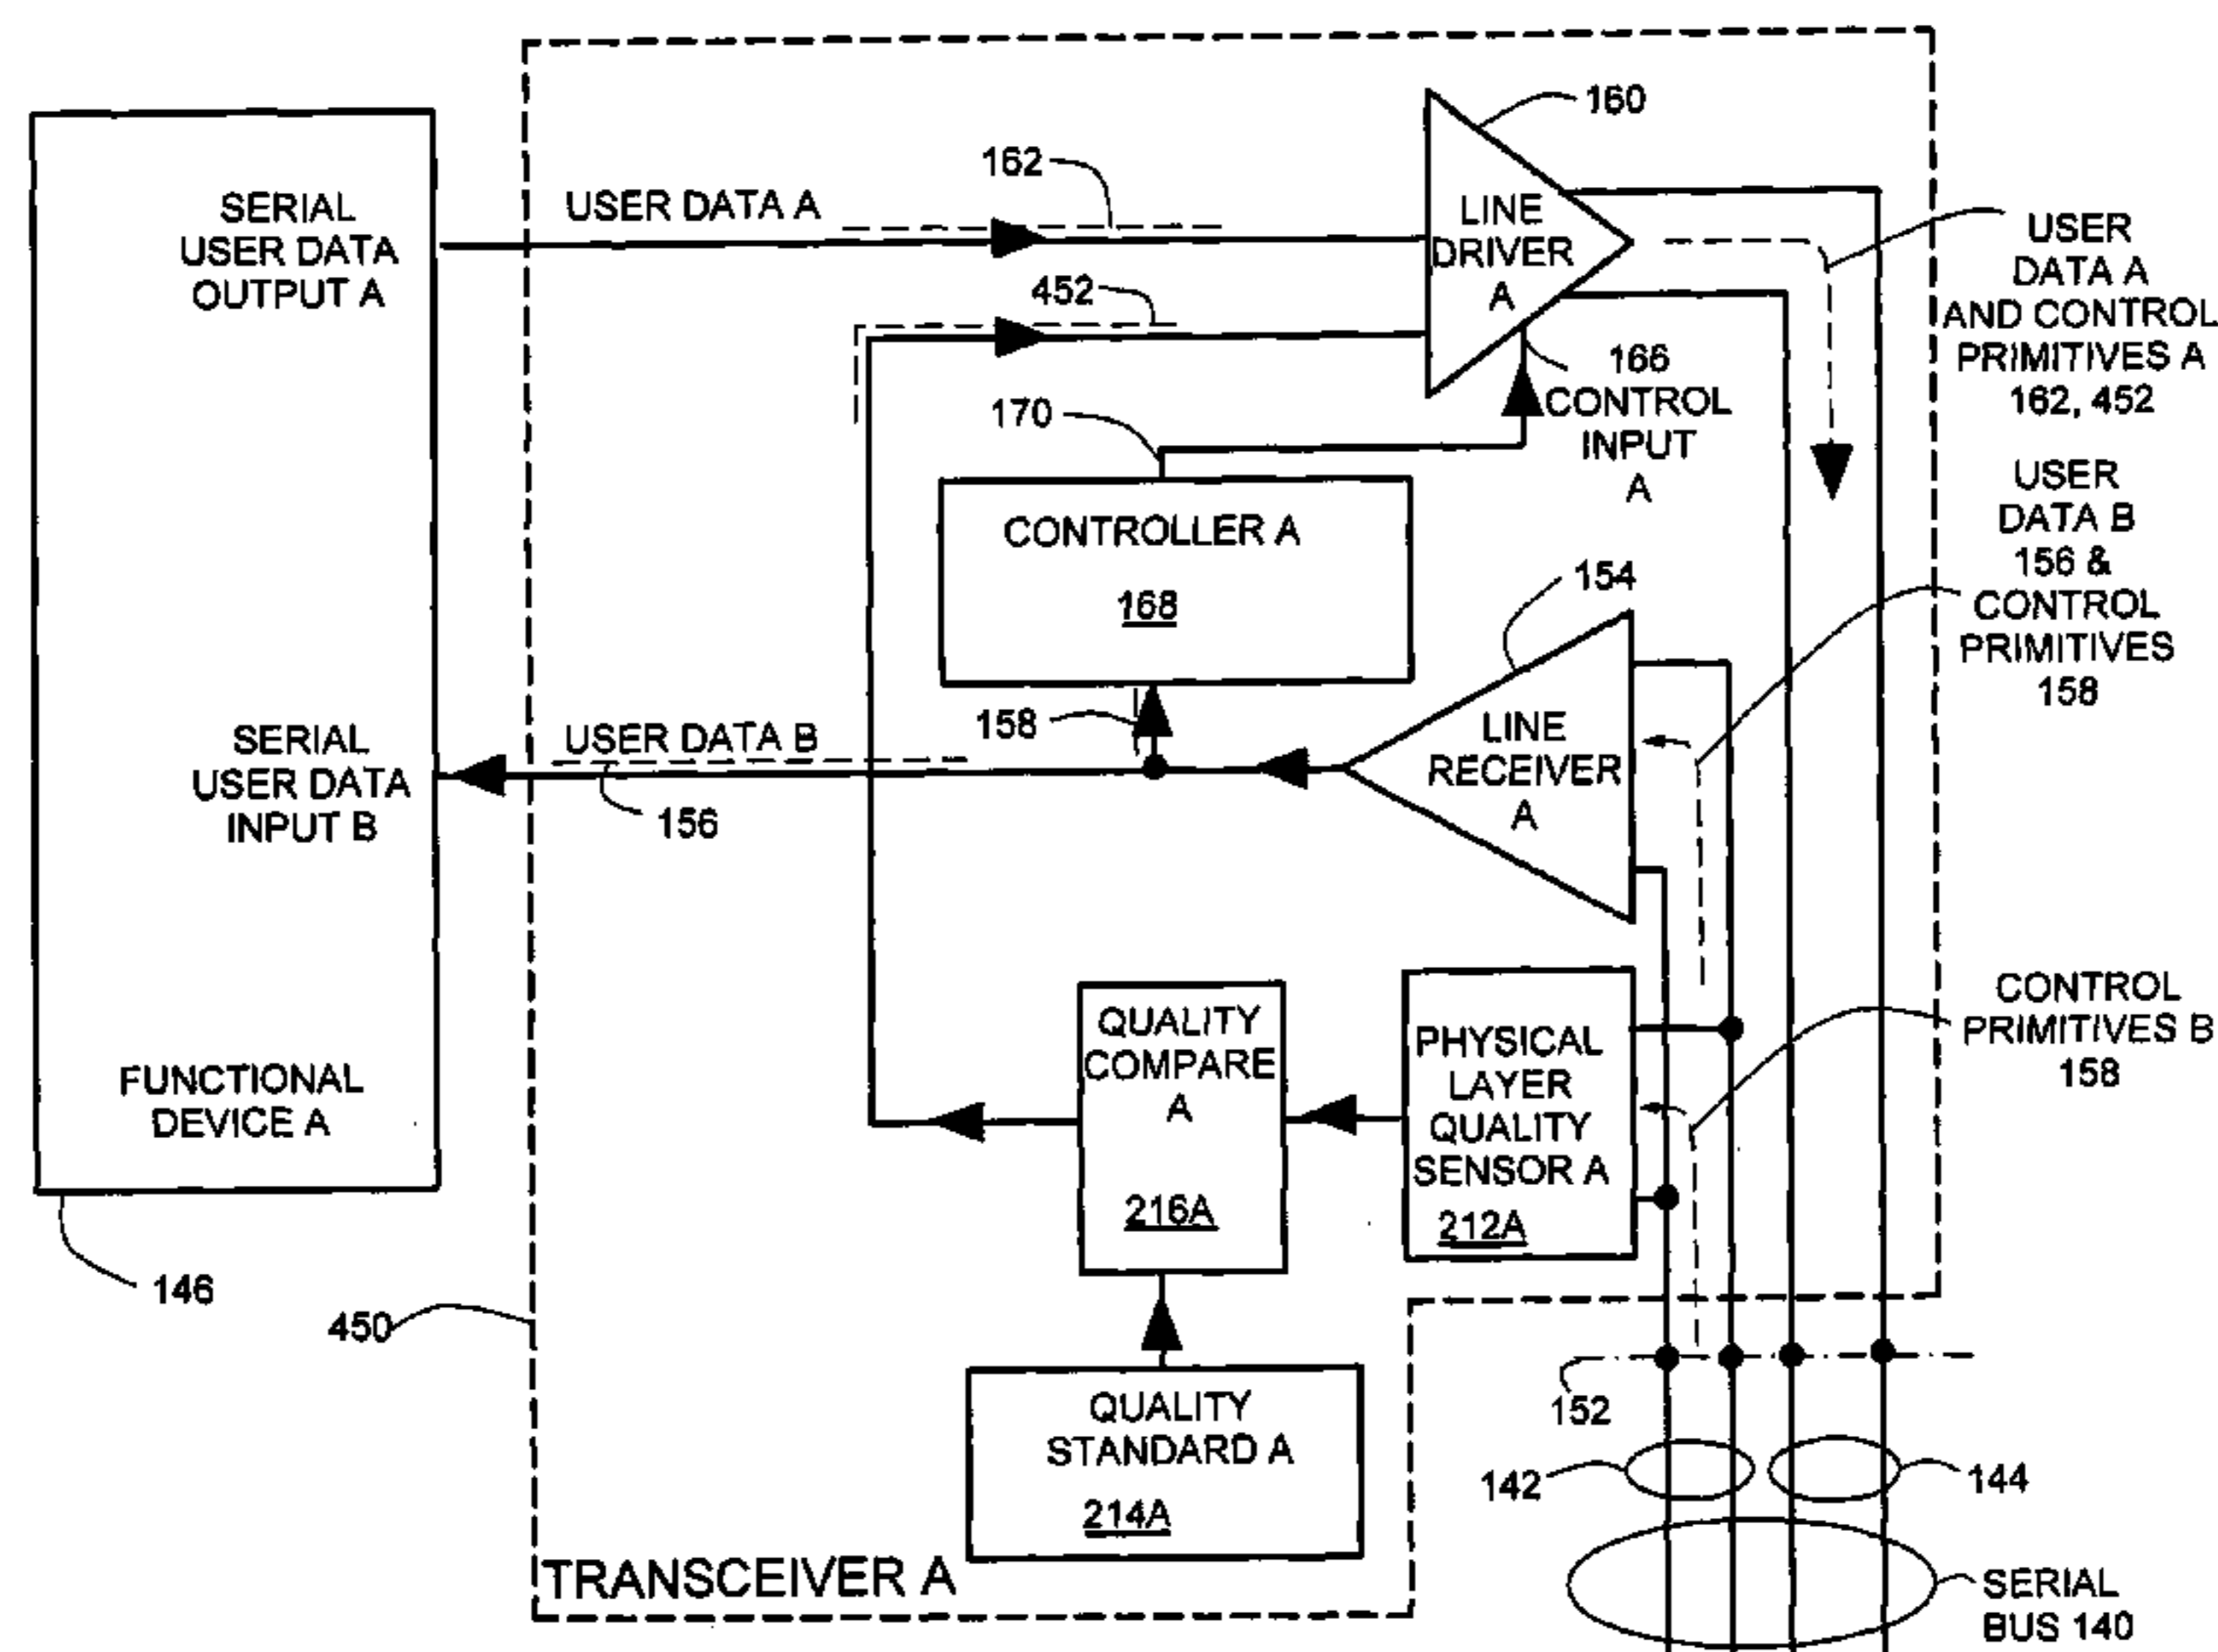 160
162
USER DATA A
SERIAL
USER DATA
OUTPUT A
LINE
DRIVER
A
USER
DATA A
AND CONTROL
PRIMITIVES A
162, 452
452
166
CONTROL
INPUT
A
170
CONTROLLER A
168
USER
DATA B
156 &
CONTROL
PRIMITIVES
158
154
158
LINE
RECEIVER
A
SERIAL
USER DATA
INPUT B
USER DATA B
156
QUALITY
COMPARE
A
216A
PHYSICAL
LAYER
QUALITY
SENSOR A
212A
CONTROL
PRIMITIVES B
158
FUNCTIONAL
DEVICE A
146
450
QUALITY
STANDARD A
214A
152
142
144
TRANSCEIVER A
SERIAL
BUS 140